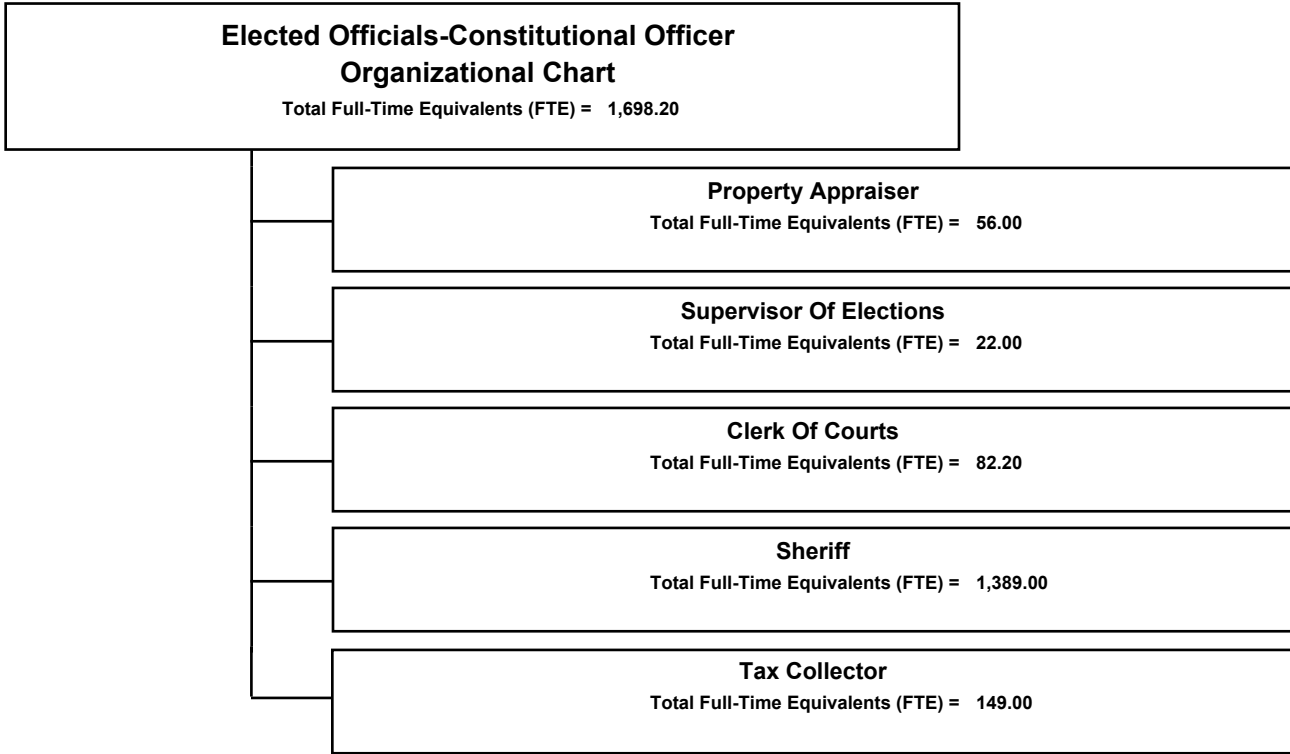 Elected Officials-Constitutional Officer
Organizational Chart
Total Full-Time Equivalents (FTE) = 1,698.20
Property Appraiser
Total Full-Time Equivalents (FTE) = 56.00
Supervisor Of Elections
Total Full-Time Equivalents (FTE) = 22.00
Clerk Of Courts
Total Full-Time Equivalents (FTE) = 82.20
Sheriff
Total Full-Time Equivalents (FTE) = 1,389.00
Tax Collector
Total Full-Time Equivalents (FTE) = 149.00